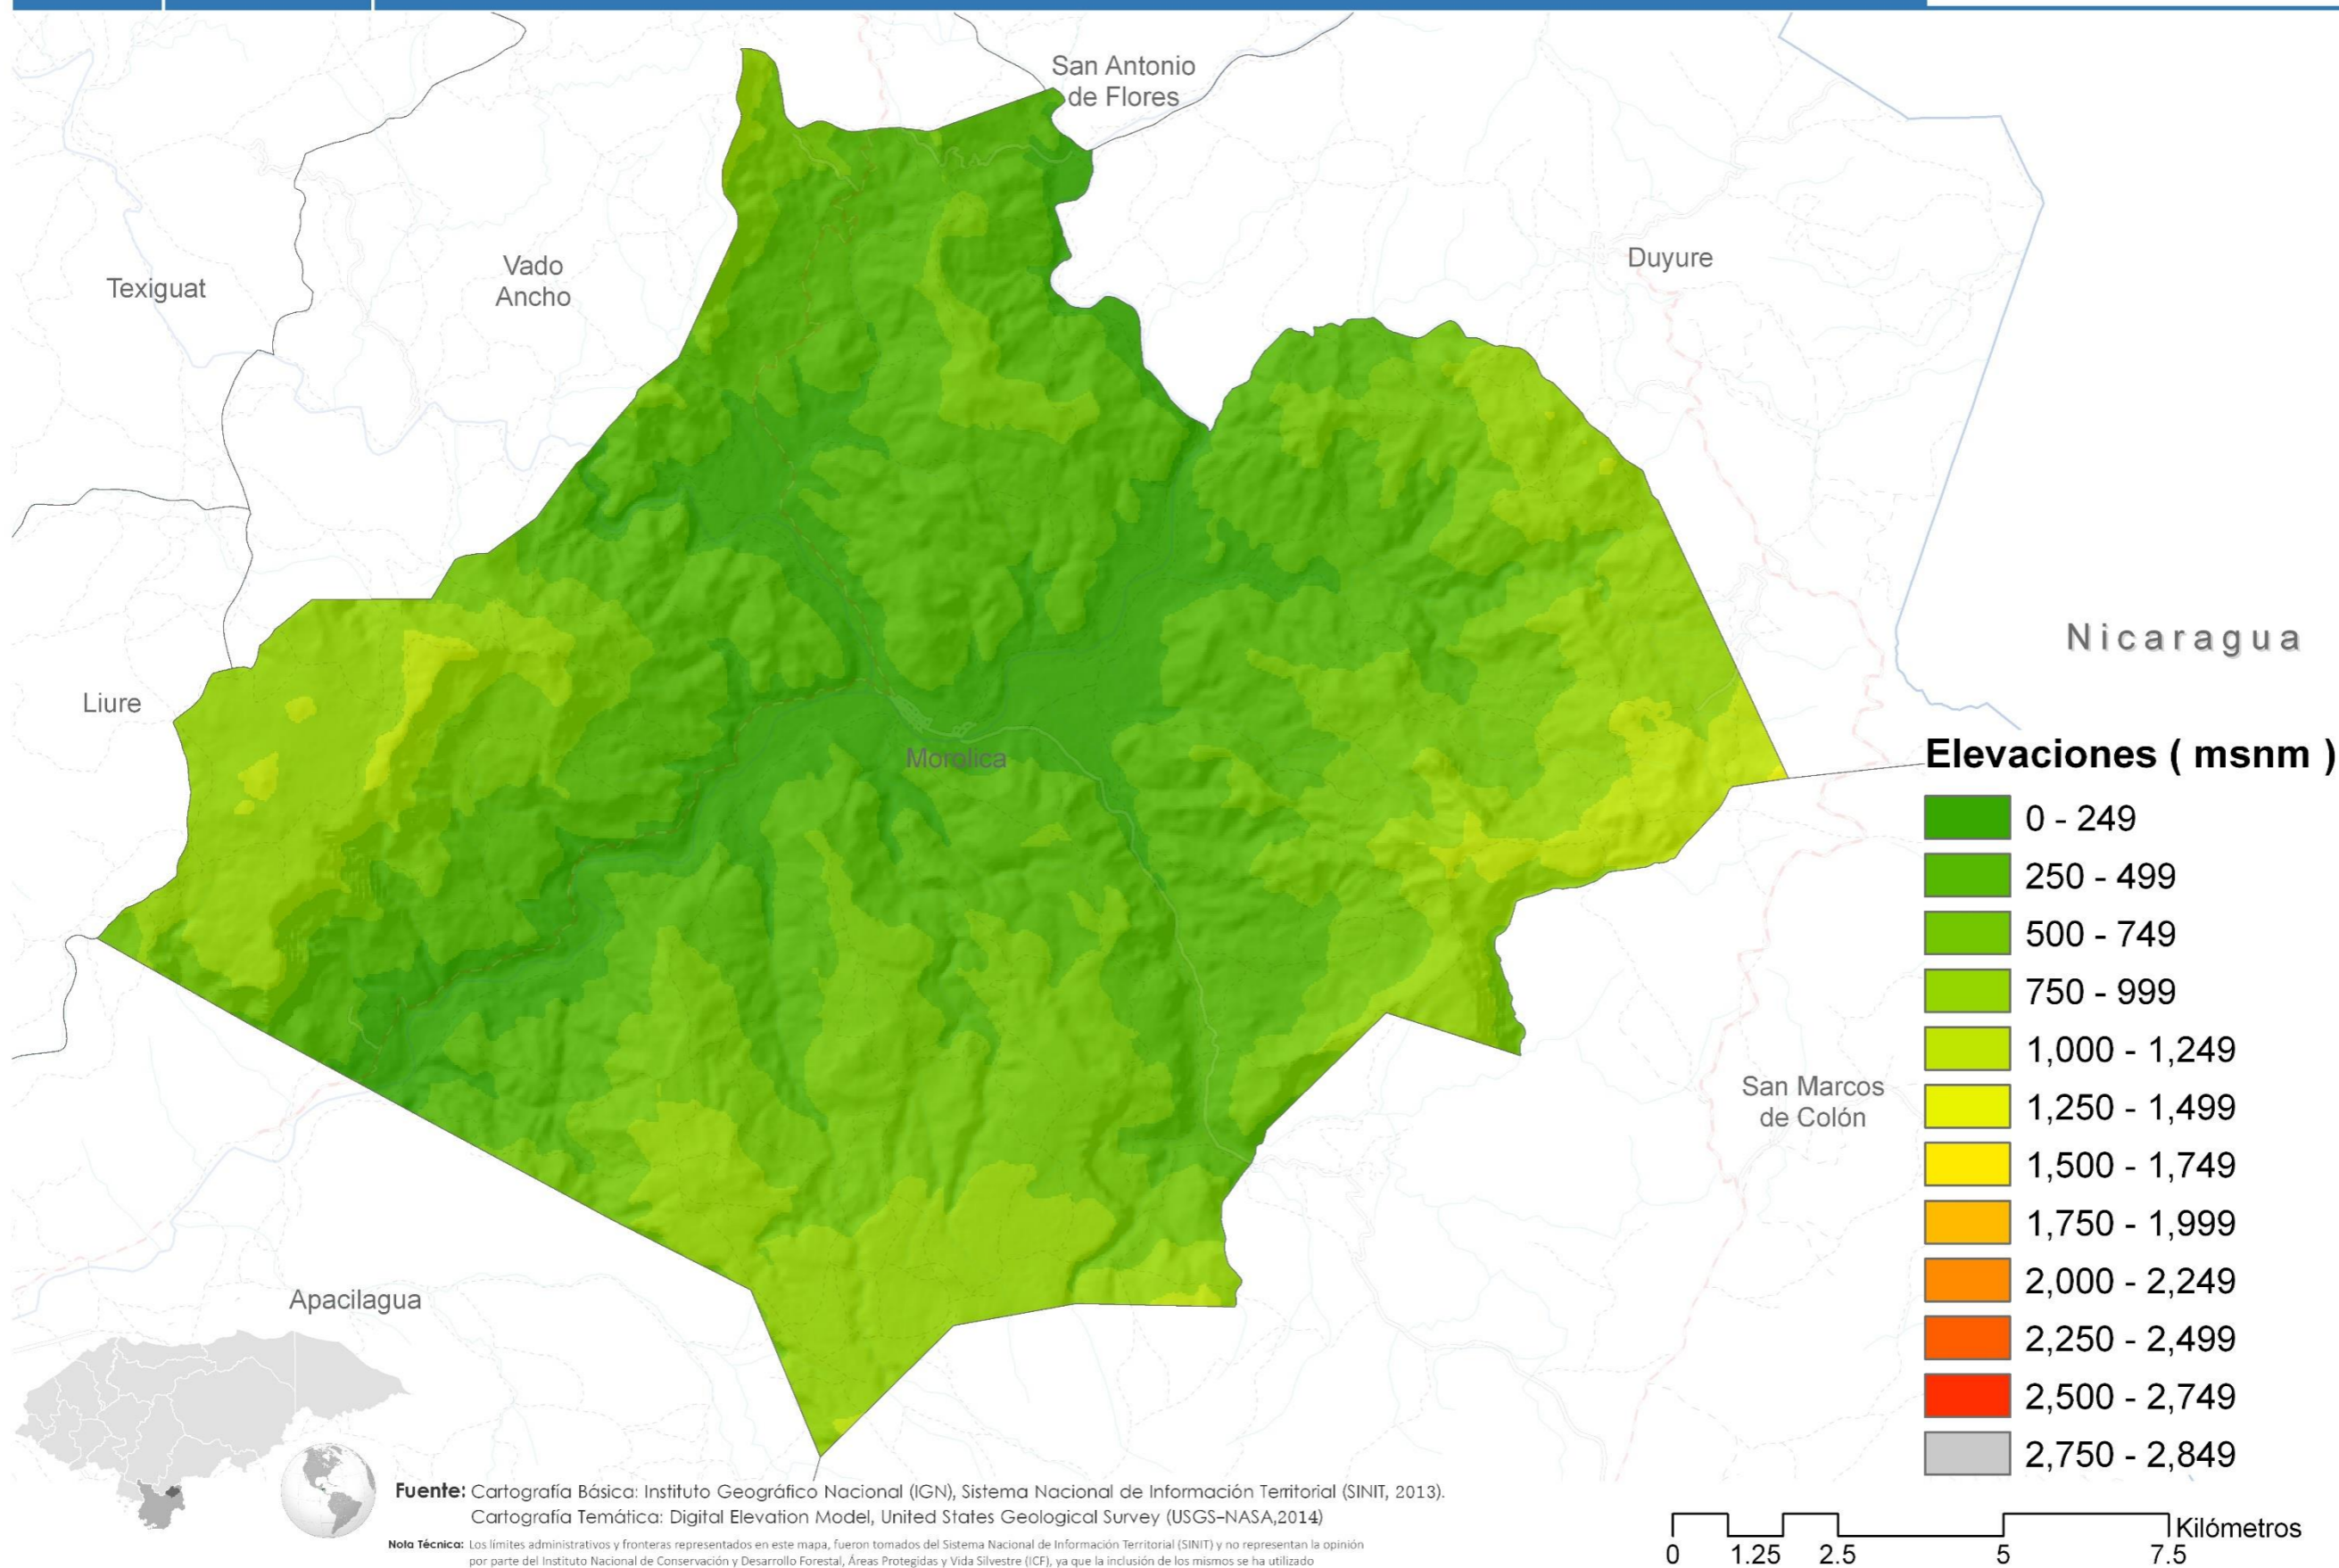 San Antonio
de Flores
Vado
Ancho
Texiguat
Duyure
Nicaragua
Liure
Morolica
San Marcos
de Colón
Apacilagua
Elevaciones ( msnm )
0 - 249
250 - 499
500 - 749
750 - 999
1,000 - 1,249
1,250 - 1,499
1,500 - 1,749
1,750 - 1,999
2,000 - 2,249
2,250 - 2,499
2,500 - 2,749
2,750 - 2,849
Fuente: Cartografía Básica: Instituto Geográfico Nacional (IGN), Sistema Nacional de Información Territorial (SINIT, 2013).
Cartografía Temática: Digital Elevation Model, United States Geological Survey (USGS-NASA,2014)
Nota Técnica: Los límites administrativos y fronteras representados en este mapa, fueron tomados del Sistema Nacional de Información Territorial (SINIT) y no representan la opinión
por parte del Instituto Nacional de Conservación y Desarrollo Forestal, Áreas Protegidas y Vida Silvestre (ICF), ya que la inclusión de los mismos se ha utilizado
Kilómetros
0 1.25 2.5 5 7.5